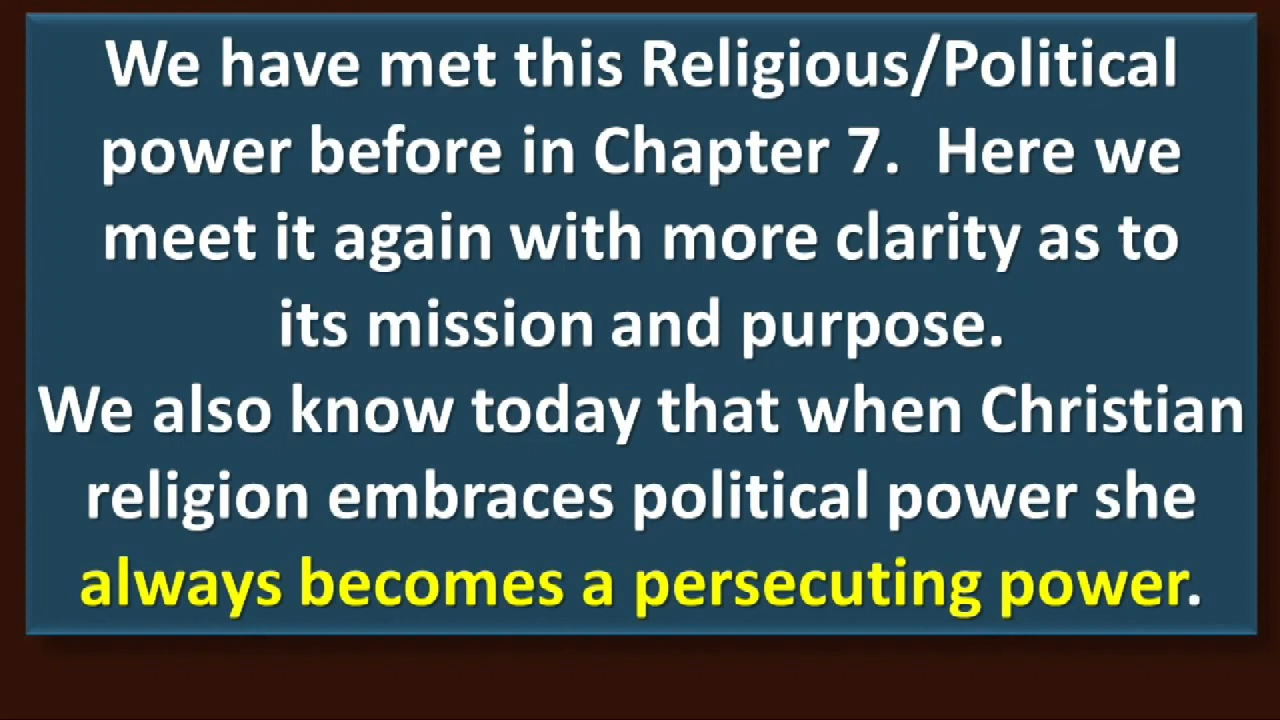 We have met this Religious/Political
power before in Chapter 7.  Here we
meet it again with more clarity as to
its mission and purpose.
We also know today that when Christian
religion embraces political power she
always becomes a persecuting power.